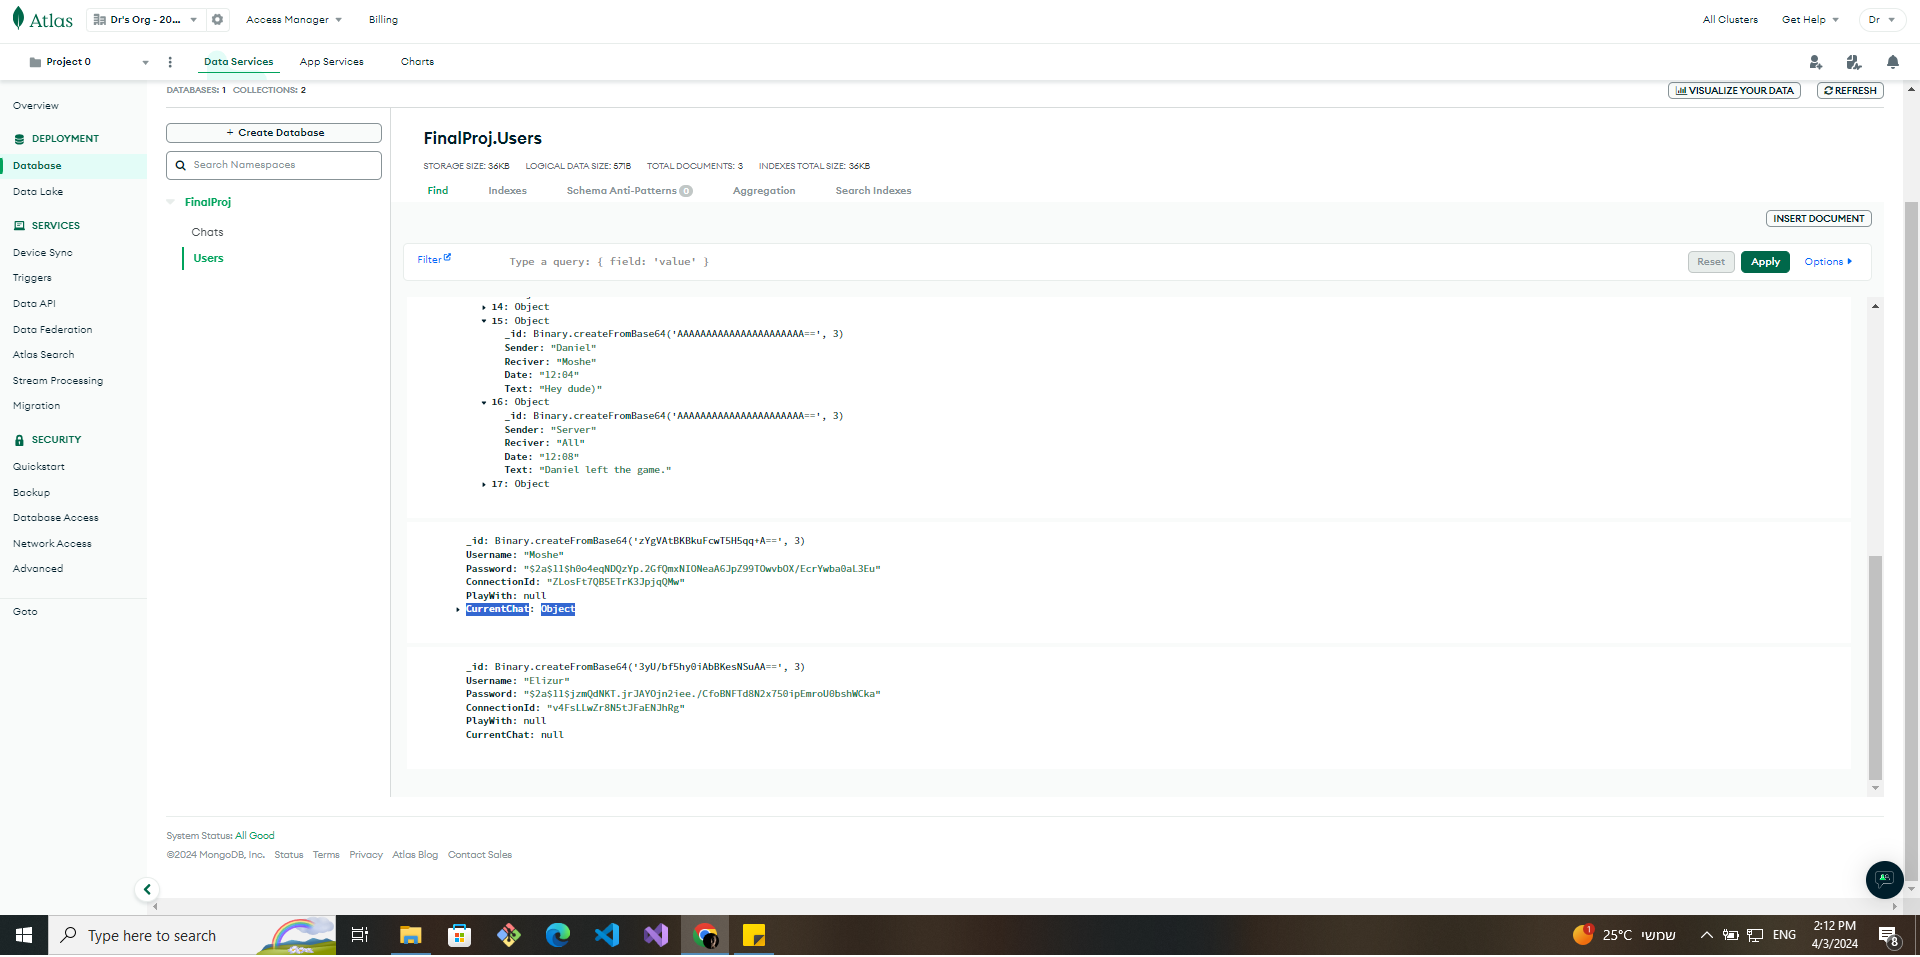 Atlas
Dr's Org - 20...
Access Manager
Billing
All Clusters
Get Help
Dr
Project 0
Data Services
App Services
Charts
DATABASES: 1 COLLECTIONS: 2
VISUALIZE YOUR DATA
REFRESH
Overview
DEPLOYMENT
Database
Data Lake
SERVICES
Device Sync
Triggers
Data API
Data Federation
Atlas Search
Stream Processing
Migration
SECURITY
Quickstart
Backup
Database Access
Network Access
Advanced
Goto
+ Create Database
Search Namespaces
FinalProj
Chats
Users
FinalProj.Users
STORAGE SIZE: 36KB LOGICAL DATA SIZE: 571B TOTAL DOCUMENTS: 3 INDEXES TOTAL SIZE: 36KB
Find
Indexes
Schema Anti-Patterns 0
Aggregation
Search Indexes
INSERT DOCUMENT
Filter
Type a query: { field: 'value' }
Reset
Apply
Options
14: Object
15: Object
_id: Binary.createFromBase64('AAAAAAAAAAAAAAAAAAAAAA==', 3)
Sender: "Daniel"
Reciver: "Moshe"
Date: "12:04"
Text: "Hey dude)"
16: Object
_id: Binary.createFromBase64('AAAAAAAAAAAAAAAAAAAAAA==', 3)
Sender: "Server"
Reciver: "All"
Date: "12:08"
Text: "Daniel left the game."
17: Object
_id: Binary.createFromBase64('zYgVAtBKBkuFcwT5H5qq+A==', 3)
Username: "Moshe"
Password: "$2a$11$h0o4eqNDQzYp.2GfQmxNIONeaA6JpZ99TOwvbOX/EcrYwba0aL3Eu"
ConnectionId: "ZLosFt7QB5ETrK3JpjqQMw"
PlayWith: null
CurrentChat: Object
_id: Binary.createFromBase64('3yU/bf5hy0iAbBKesNSuAA==', 3)
Username: "Elizur"
Password: "$2a$11$jzmQdNKT.jrJAYOjn2iee./CfoBNFTd8N2x750ipEmroU0bshWCka"
ConnectionId: "v4FsLLwZr8N5tJFaENJhRg"
PlayWith: null
CurrentChat: null
System Status: All Good
©2024 MongoDB, Inc. Status Terms Privacy Atlas Blog Contact Sales
Type here to search
1
25°C שמשי
ENG
2:12 PM
4/3/2024
8